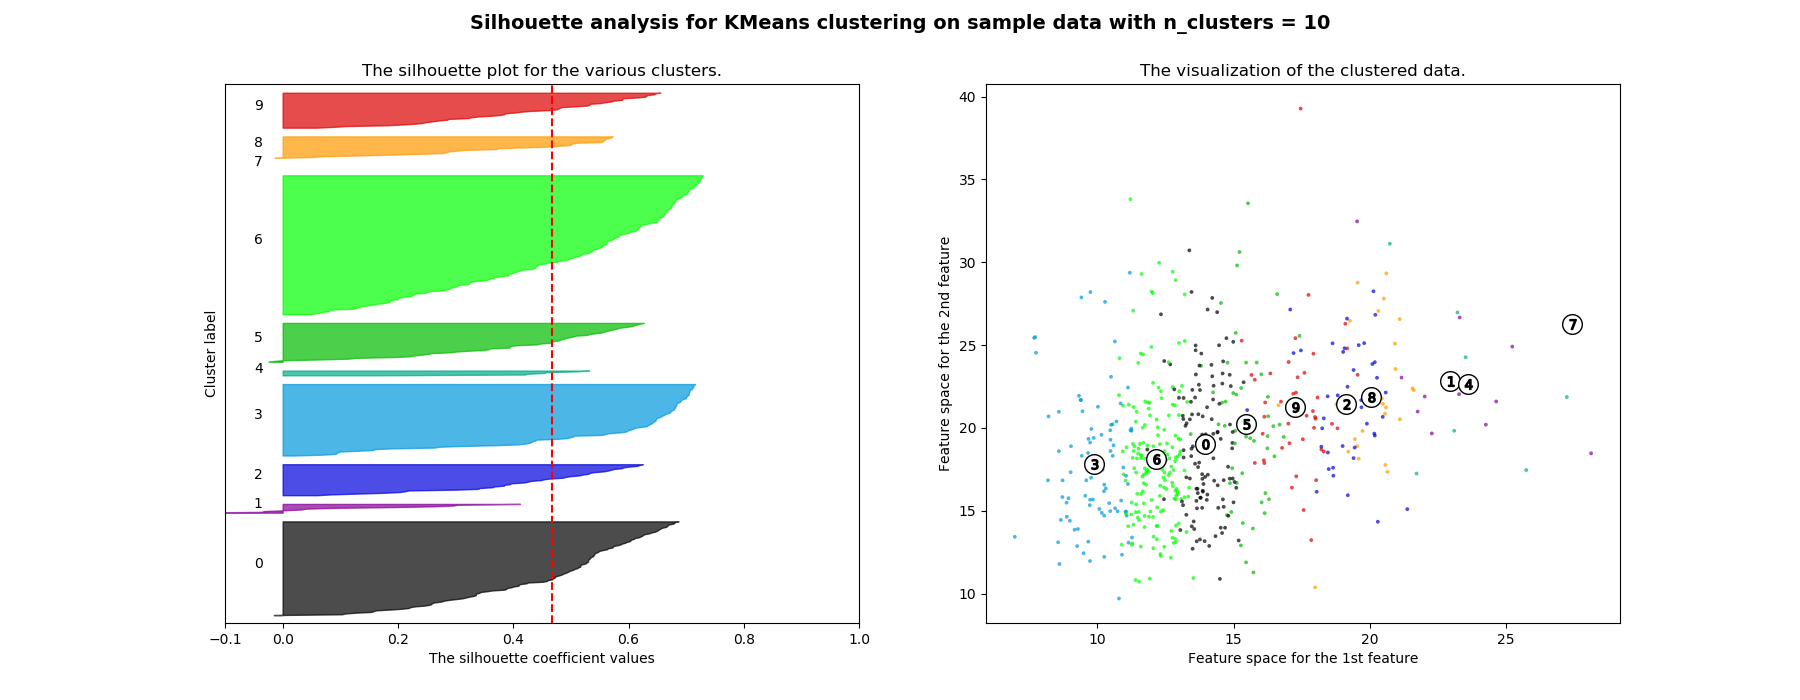 Silhouette analysis for KMeans clustering on sample data with n_clusters = 10
The silhouette plot for the various clusters.
9
8
7
6
5
4
3
2
1
0
Cluster label
−0.1 0.0 0.2 0.4 0.6 0.8 1.0
The silhouette coefficient values
The visualization of the clustered data.
40
35
30
25
20
15
10
Feature space for the 2nd feature
7
1 4
8
2
9
5
0
6
3
10 15 20 25
Feature space for the 1st feature